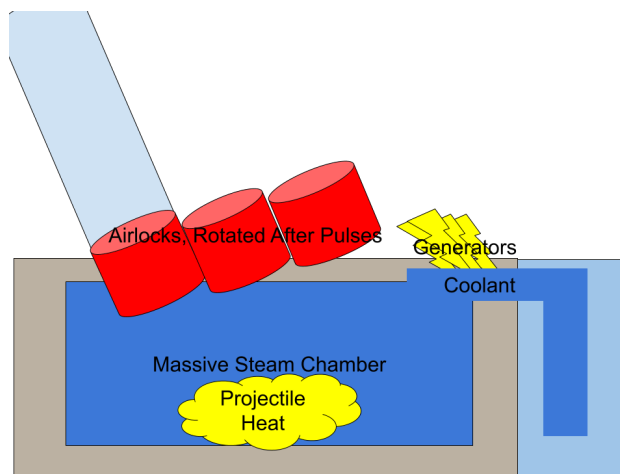 Airlocks, Rotated After Pulses
Generators
Coolant
Massive Steam Chamber
Projectile
Heat